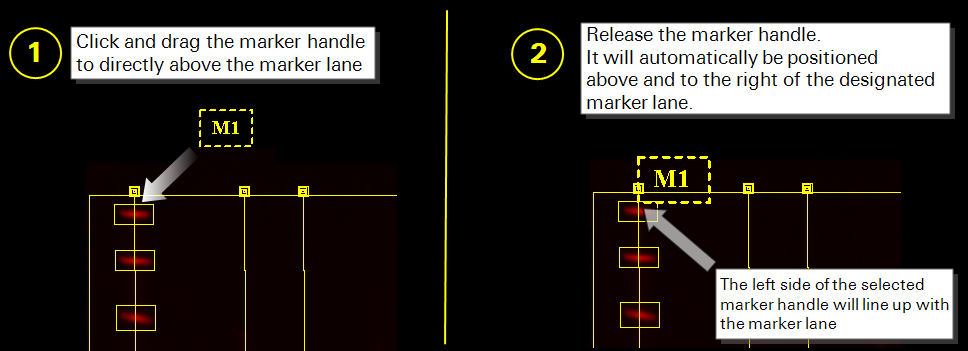 1
Click and drag the marker handle
to directly above the marker lane
M1
2
Release the marker handle.
It will automatically be positioned
above and to the right of the designated
marker lane.
M1
The left side of the selected
marker handle will line up with
the marker lane